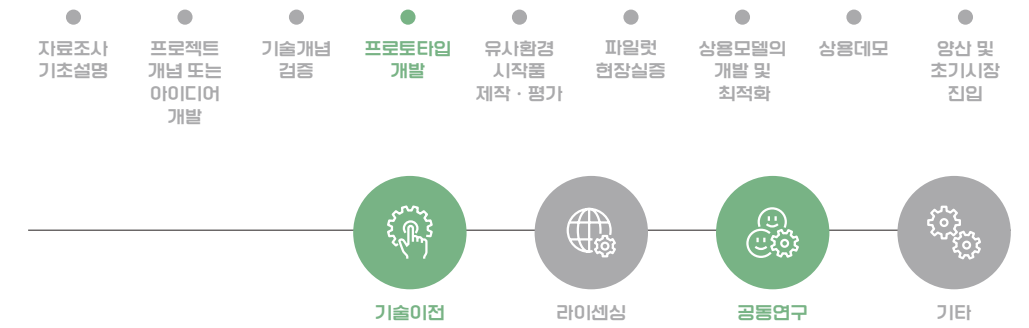 자료조사
기초설명
프로젝트
개념 또는
아이디어
개발
기술개념
검증
프로토타입
개발
유사환경
시작품
제작 · 평가
파일럿
현장실증
상용모델의
개발 및
최적화
상용데모
양산 및
초기시장
진입
기술이전
라이센싱
공동연구
기타